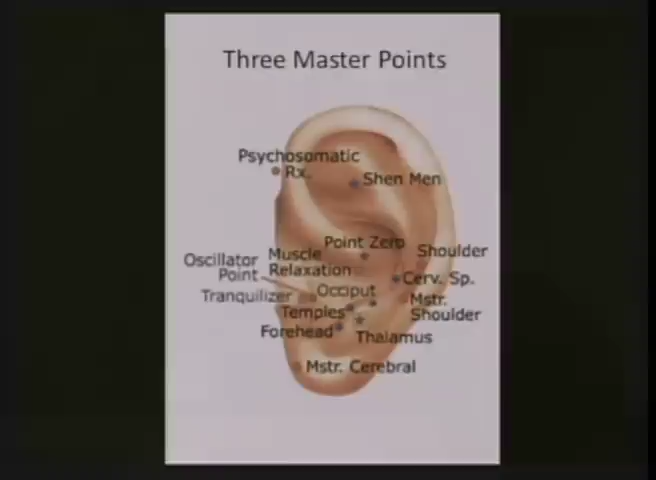 Three Master Points
Psychosomatic
Rx.
Shen Men
Point Zero
Shoulder
Oscillator
Point
Muscle
Relaxation
Cerv. Sp.
Occiput
Tranquilizer
Mstr.
Shoulder
Temples
Forehead
Thalamus
Mstr. Cerebral